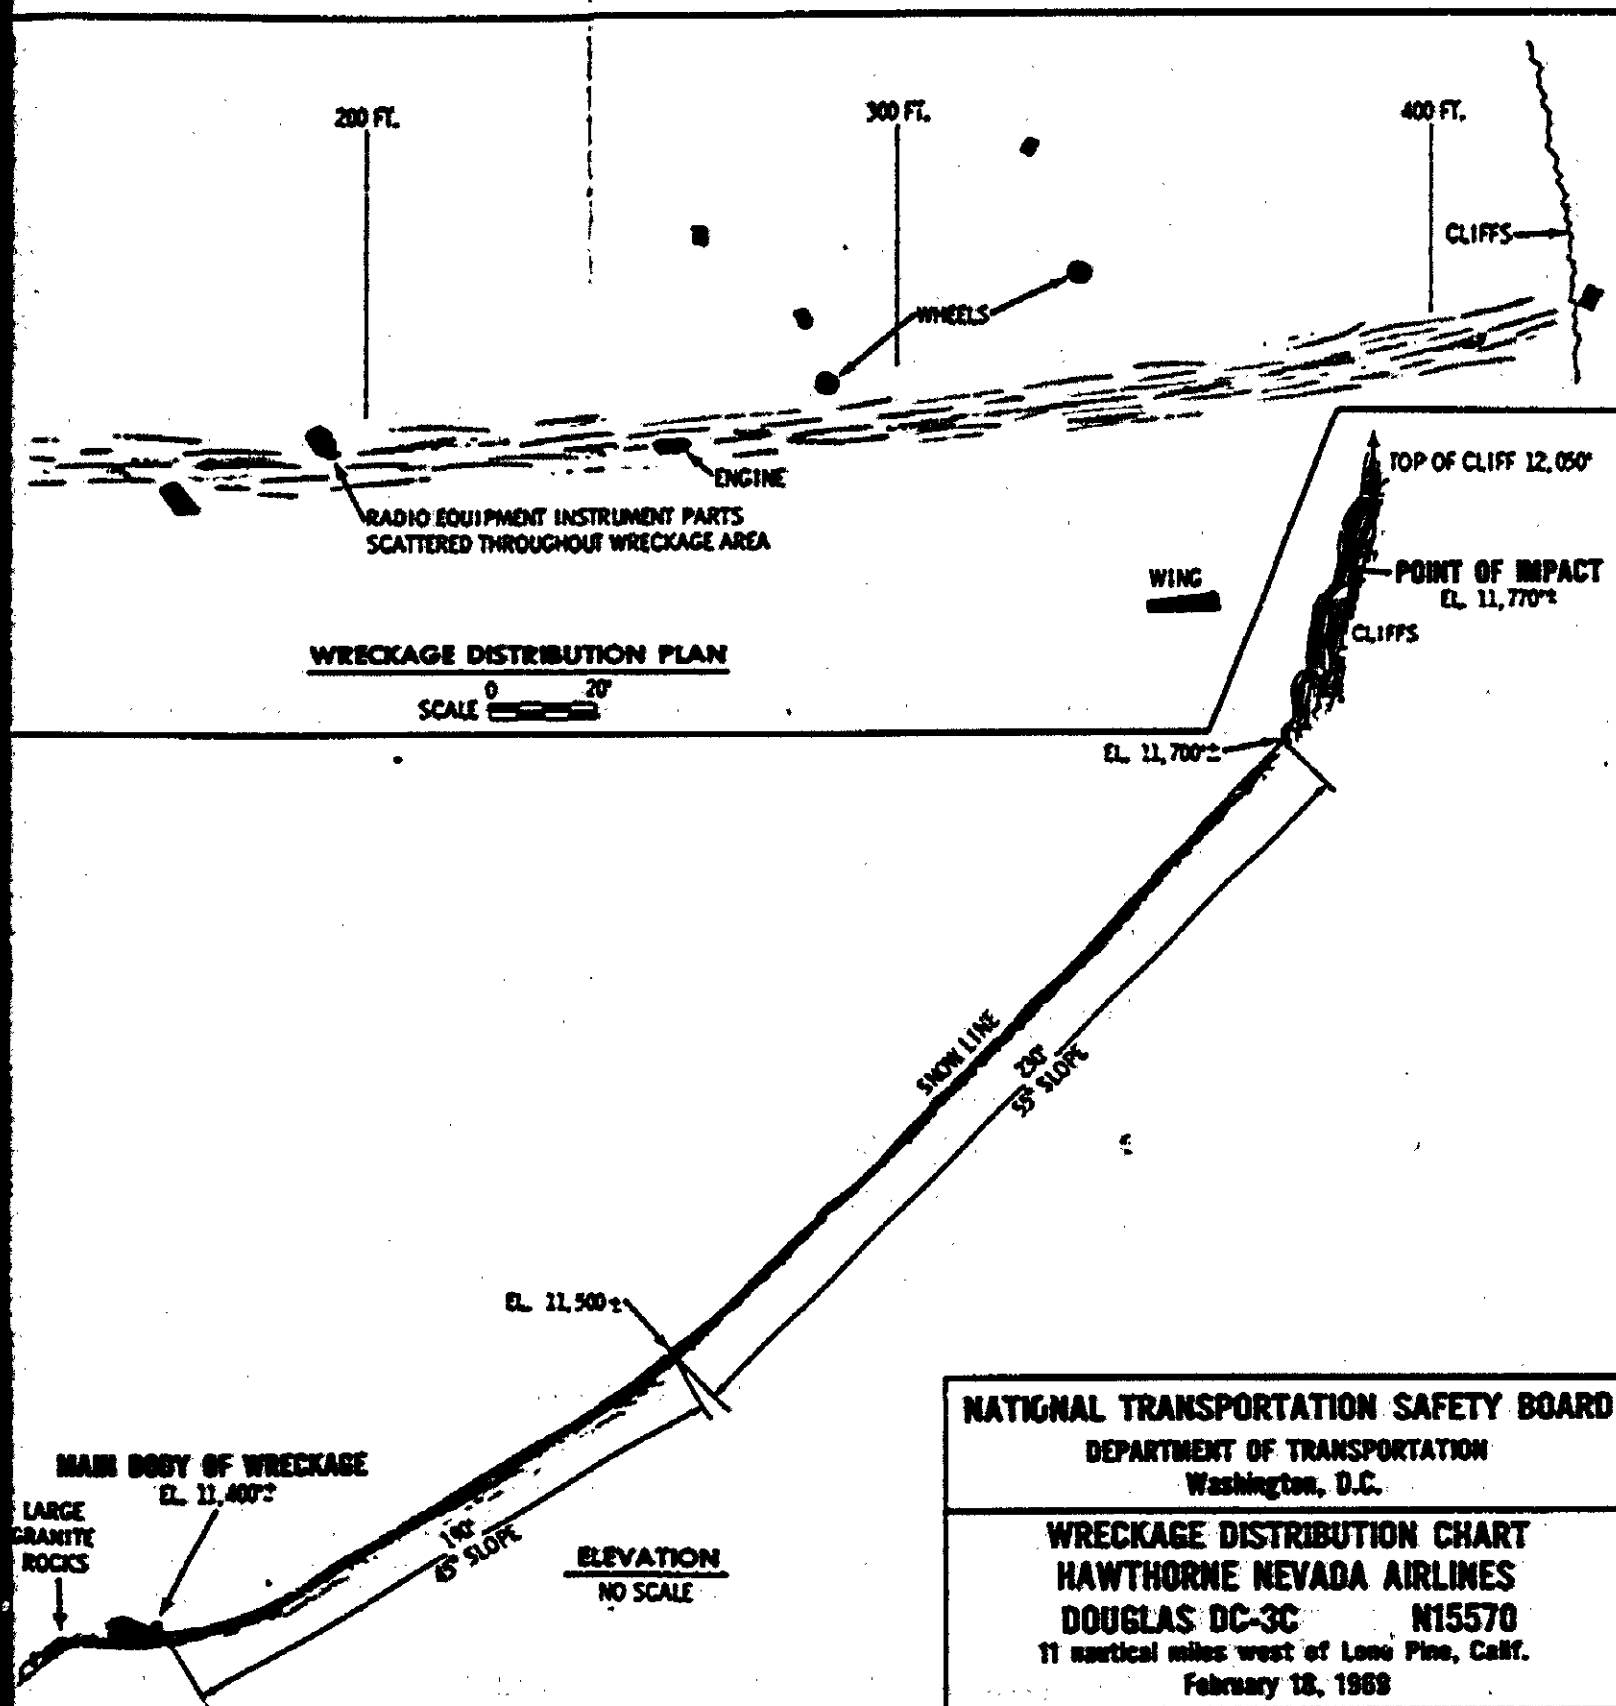 200 FT.
300 FT.
400 FT.
CLIFFS
WHEELS
ENGINE
RADIO EQUIPMENT INSTRUMENT PARTS
SCATTERED THROUGHOUT WRECKAGE AREA
WING
WRECKAGE DISTRIBUTION PLAN
0 20'
SCALE
TOP OF CLIFF 12,050'
POINT OF IMPACT
EL. 11,770'±
CLIFFS
EL. 11,700'±
SNOW LINE
230'
55° SLOPE
EL. 11,500±
MAIN BODY OF WRECKAGE
EL. 11,400'±
LARGE
GRANITE
ROCKS
45° SLOPE
ELEVATION
NO SCALE
NATIONAL TRANSPORTATION SAFETY BOARD
DEPARTMENT OF TRANSPORTATION
Washington, D.C.
WRECKAGE DISTRIBUTION CHART
HAWTHORNE NEVADA AIRLINES
DOUGLAS DC-3C N15570
11 nautical miles west of Lone Pine, Calif.
February 18, 1969